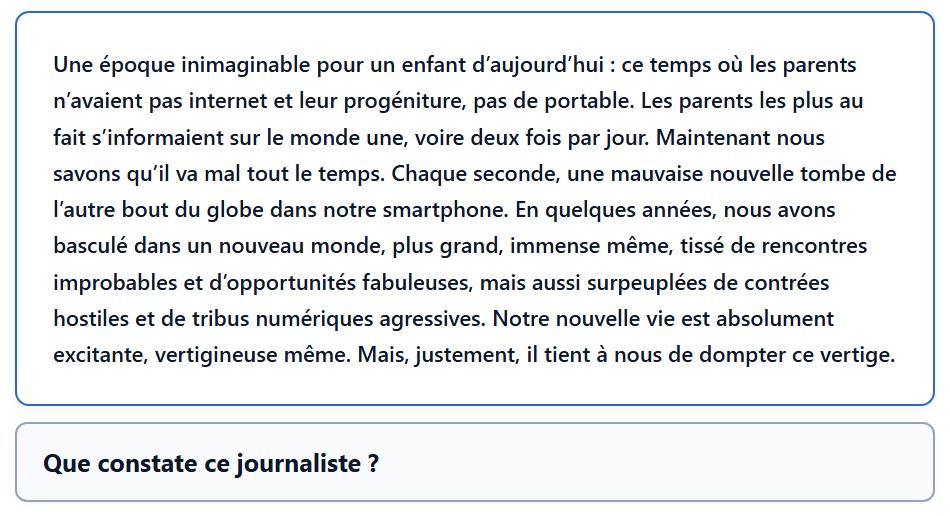 Une époque inimaginable pour un enfant d’aujourd’hui : ce temps où les parents
n’avaient pas internet et leur progéniture, pas de portable. Les parents les plus au
fait s’informaient sur le monde une, voire deux fois par jour. Maintenant nous
savons qu’il va mal tout le temps. Chaque seconde, une mauvaise nouvelle tombe de
l’autre bout du globe dans notre smartphone. En quelques années, nous avons
basculé dans un nouveau monde, plus grand, immense même, tissé de rencontres
improbables et d’opportunités fabuleuses, mais aussi surpeuplées de contrées
hostiles et de tribus numériques agressives. Notre nouvelle vie est absolument
excitante, vertigineuse même. Mais, justement, il tient à nous de dompter ce vertige.
Que constate ce journaliste ?